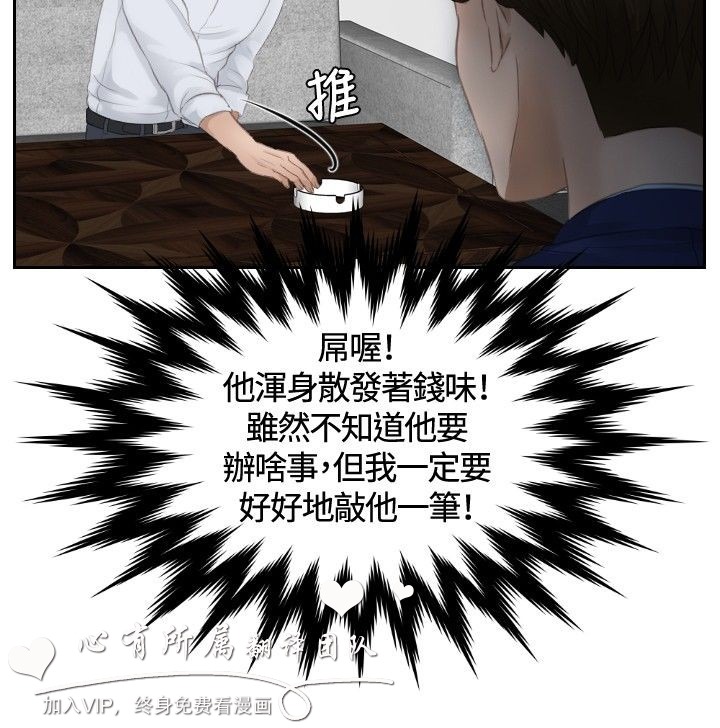 推
屌喔!
他渾身散發著錢味!
雖然不知道他要
辦啥事,但我一定要
好好地敲他一筆!
心有所属翻译团队
加入VIP，终身免费看漫画